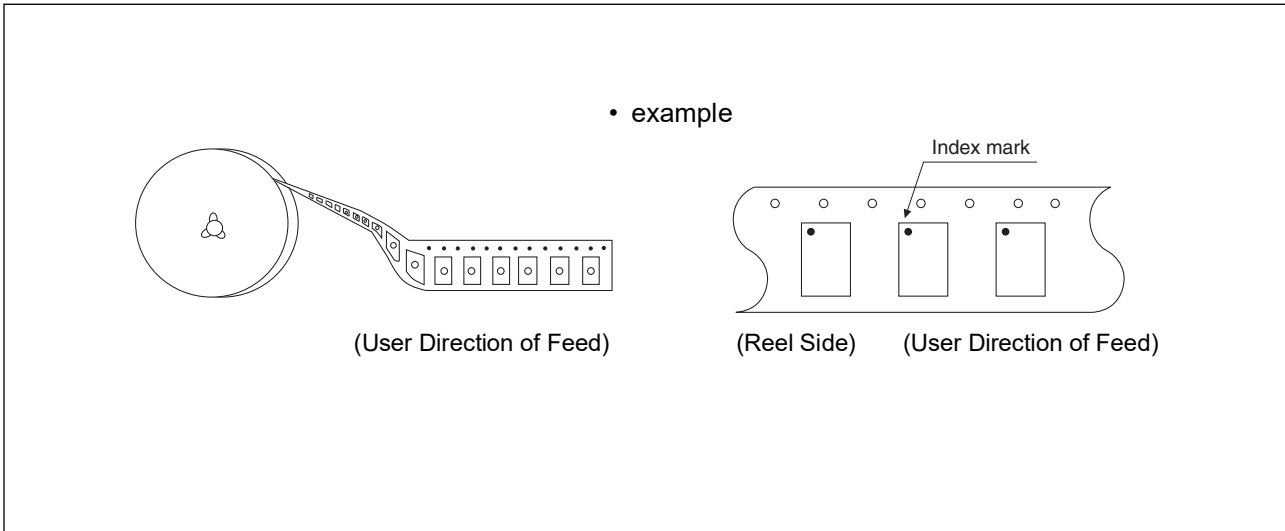 • example
Index mark
(User Direction of Feed)
(Reel Side)
(User Direction of Feed)